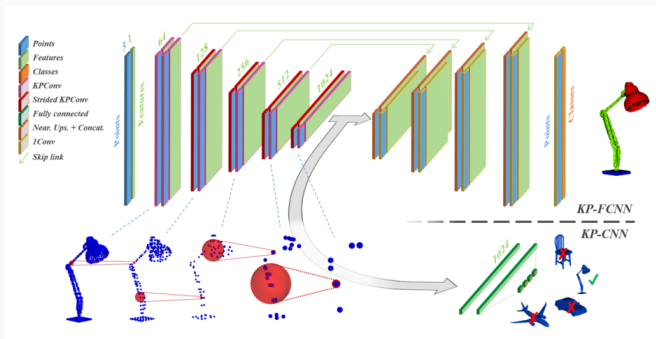 Points
Features
Classes
KPConv
Strided KPConv
Fully connected
Near. Ups. + Concat.
1Conv
Skip link
3 1
64
128
256
512
1024
Points
Features
Points
Classes
KP-FCNN
KP-CNN
1024